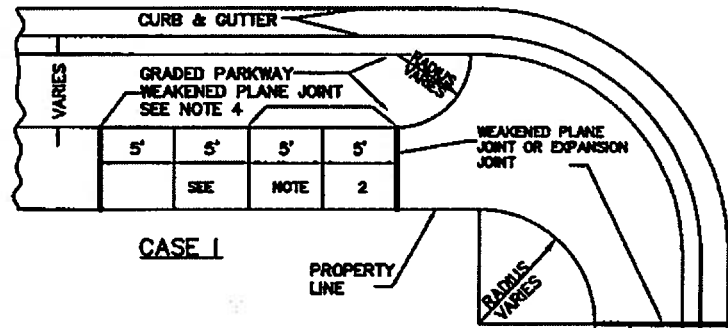 CURB & GUTTER
VARIES
GRADED PARKWAY
WEAKENED PLANE JOINT
SEE NOTE 4
RADIUS
VARIES
5' 5' 5' 5'
SEE NOTE 2
WEAKENED PLANE
JOINT OR EXPANSION
JOINT
CASE I
PROPERTY
LINE
RADIUS
VARIES